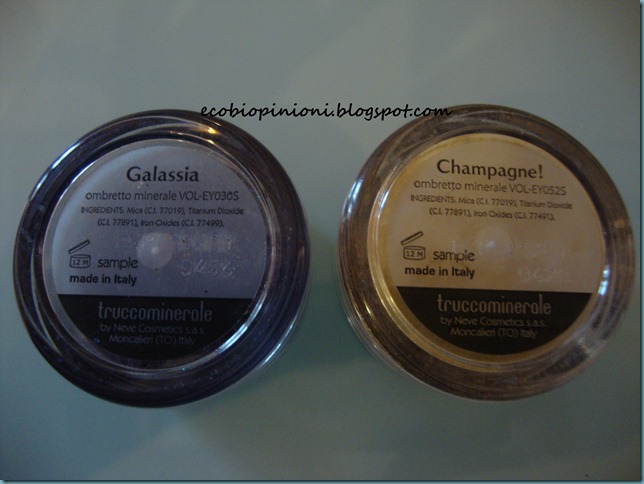 ecobiopinioni.blogspot.com
Galassia
ombretto minerale VOL-EY030S
INGREDIENTS: Mica (C.I. 77019), Titanium Dioxide
(C.I. 77891), Iron Oxides (C.I. 77499).
12 M sample
made in Italy
truccominerale
by Neve Cosmetics s.a.s.
Moncalieri (TO) Italy
Champagne!
ombretto minerale VOL-EY052S
INGREDIENTS: Mica (C.I. 77019), Titanium Dioxide
(C.I. 77891), Iron Oxides (C.I. 77491).
12 M sample
made in Italy
truccominerale
by Neve Cosmetics s.a.s.
Moncalieri (TO) Italy